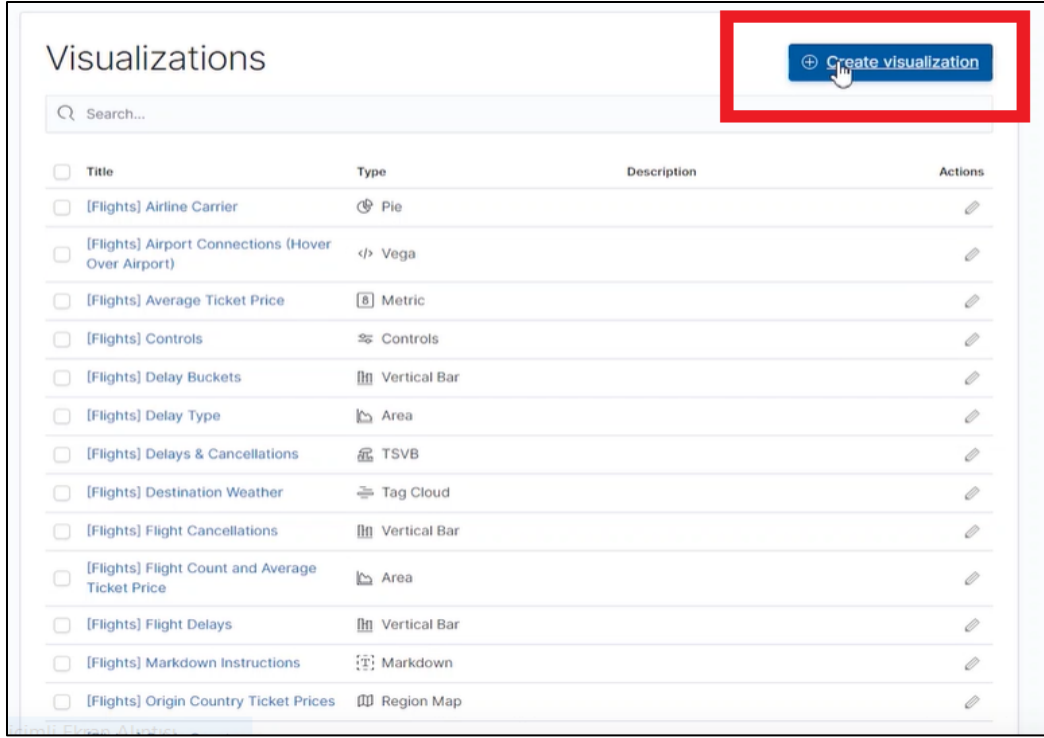 Visualizations
Create visualization
Search...
Title Type Description Actions
[Flights] Airline Carrier Pie
[Flights] Airport Connections (Hover
Over Airport) Vega
[Flights] Average Ticket Price 8 Metric
[Flights] Controls Controls
[Flights] Delay Buckets Vertical Bar
[Flights] Delay Type Area
[Flights] Delays & Cancellations TSVB
[Flights] Destination Weather Tag Cloud
[Flights] Flight Cancellations Vertical Bar
[Flights] Flight Count and Average
Ticket Price Area
[Flights] Flight Delays Vertical Bar
[Flights] Markdown Instructions T Markdown
[Flights] Origin Country Ticket Prices Region Map